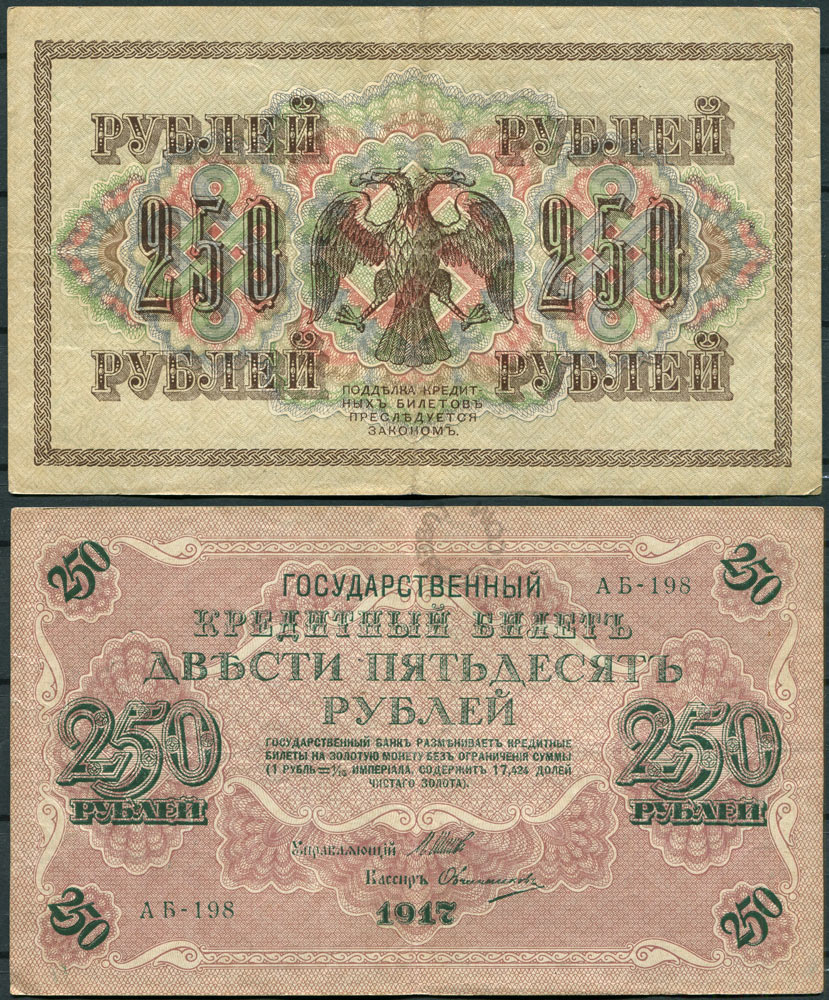 РУБЛЕЙ РУБЛЕЙ
250 250
РУБЛЕЙ РУБЛЕЙ
ПОДДѢЛКА КРЕДИТ-
НЫХЪ БИЛЕТОВЪ
ПРЕСЛѢДУЕТСЯ
ЗАКОНОМЪ.
250 250
ГОСУДАРСТВЕННЫЙ АБ-198
КРЕДИТНЫЙ БИЛЕТЪ
ДВѢСТИ ПЯТЬДЕСЯТЪ
РУБЛЕЙ
250 250
РУБЛЕЙ РУБЛЕЙ
ГОСУДАРСТВЕННЫЙ БАНКЪ РАЗМѢНИВАЕТЪ КРЕДИТНЫЕ
БИЛЕТЫ НА ЗОЛОТУЮ МОНЕТУ БЕЗЪ ОГРАНИЧЕНІЯ СУММЫ
(1 РУБЛЬ=1/15 ИМПЕРІАЛА, СОДЕРЖИТЪ 17,424 ДОЛЕЙ
ЧИСТАГО ЗОЛОТА).
Управляющій
Кассиръ
АБ-198 1917
250 250